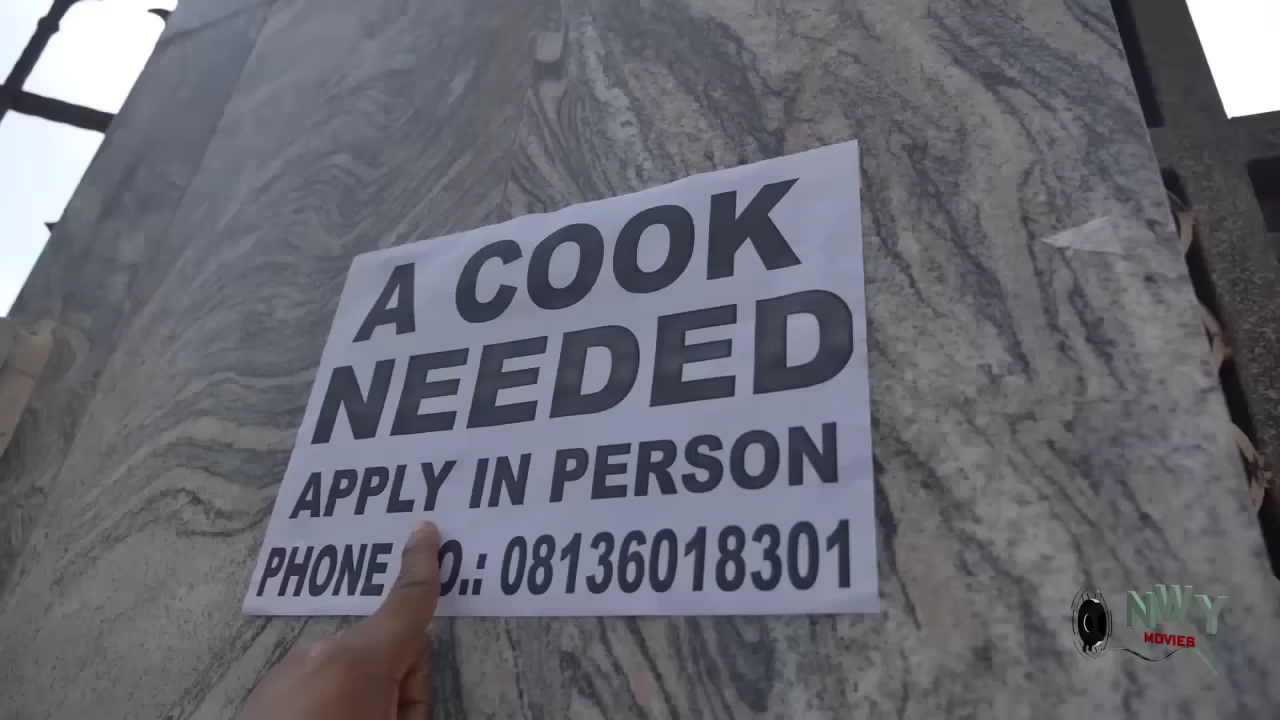 A COOK
NEEDED
APPLY IN PERSON
PHONE O.: 08136018301
NWY
MOVIES